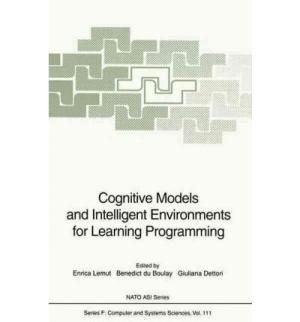 Cognitive Models
and Intelligent Environments
for Learning Programming
Edited by
Enrica Lemut Benedict du Boulay Giuliana Dettori
NATO ASI Series
Series F: Computer and Systems Sciences, Vol. 111